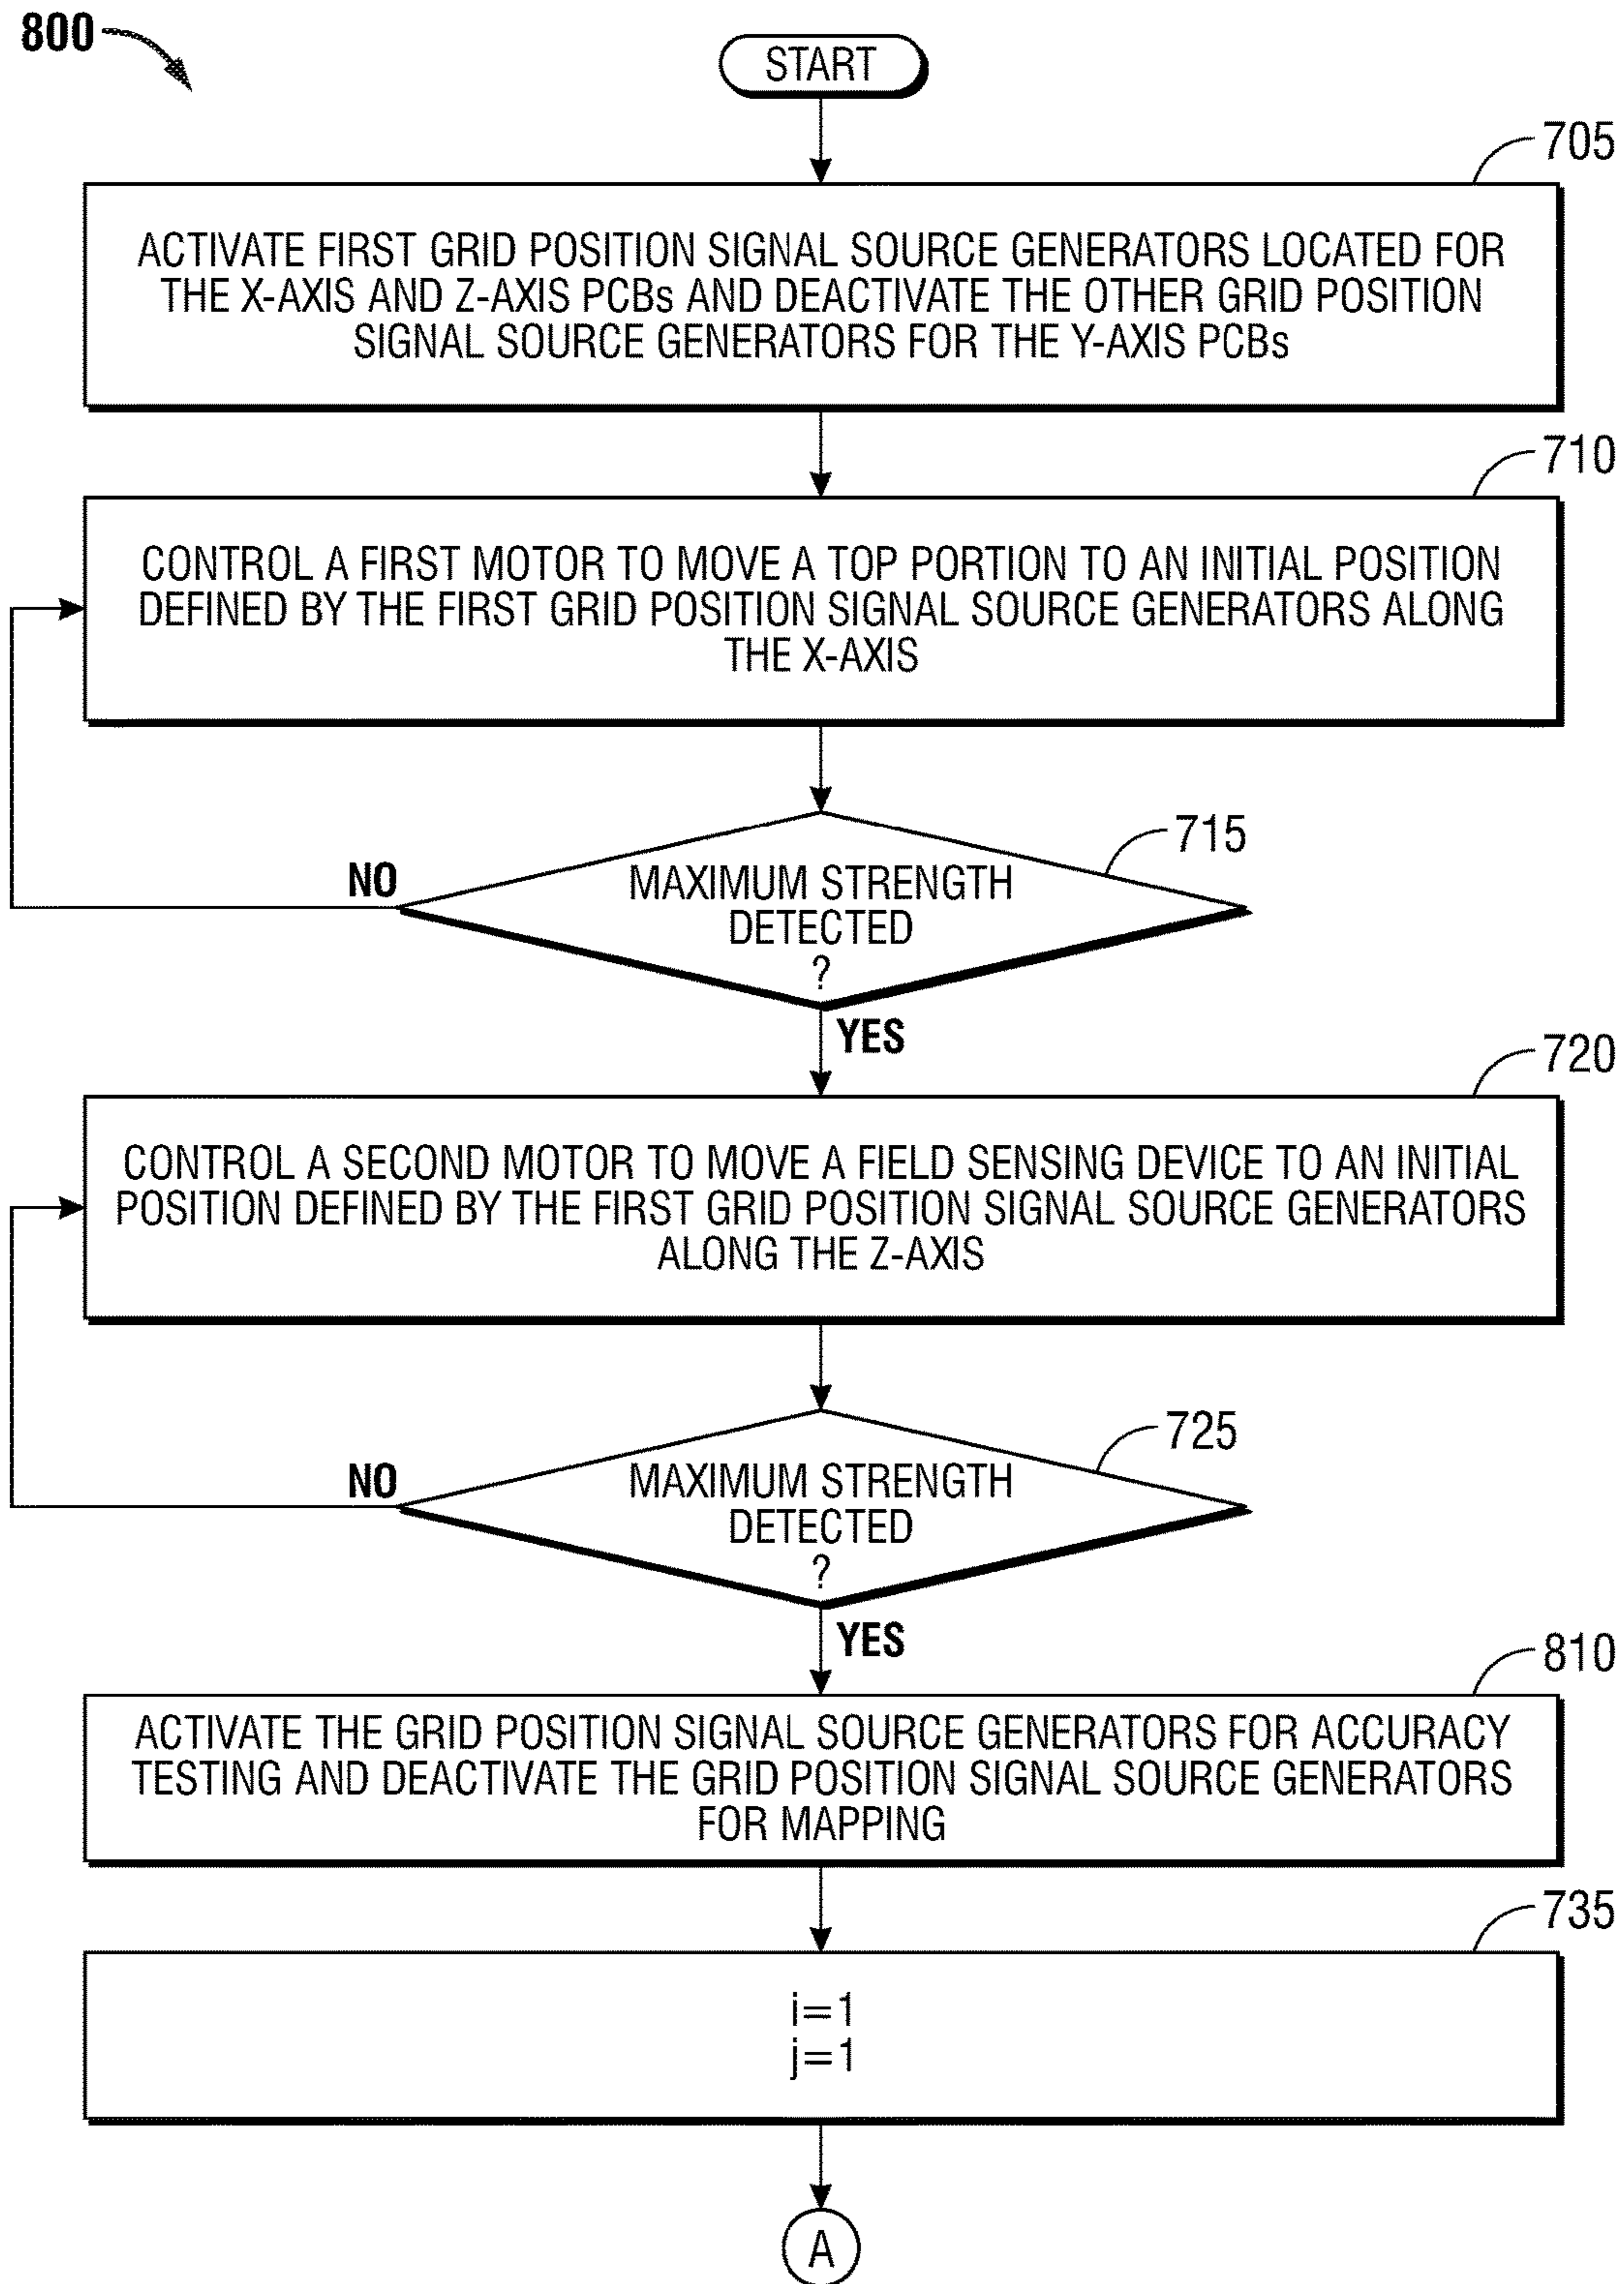 800
START
705
ACTIVATE FIRST GRID POSITION SIGNAL SOURCE GENERATORS LOCATED FOR
THE X-AXIS AND Z-AXIS PCBs AND DEACTIVATE THE OTHER GRID POSITION
SIGNAL SOURCE GENERATORS FOR THE Y-AXIS PCBs
710
CONTROL A FIRST MOTOR TO MOVE A TOP PORTION TO AN INITIAL POSITION
DEFINED BY THE FIRST GRID POSITION SIGNAL SOURCE GENERATORS ALONG
THE X-AXIS
715
NO
MAXIMUM STRENGTH
DETECTED
?
YES
720
CONTROL A SECOND MOTOR TO MOVE A FIELD SENSING DEVICE TO AN INITIAL
POSITION DEFINED BY THE FIRST GRID POSITION SIGNAL SOURCE GENERATORS
ALONG THE Z-AXIS
725
NO
MAXIMUM STRENGTH
DETECTED
?
YES
810
ACTIVATE THE GRID POSITION SIGNAL SOURCE GENERATORS FOR ACCURACY
TESTING AND DEACTIVATE THE GRID POSITION SIGNAL SOURCE GENERATORS
FOR MAPPING
735
i=1
j=1
A